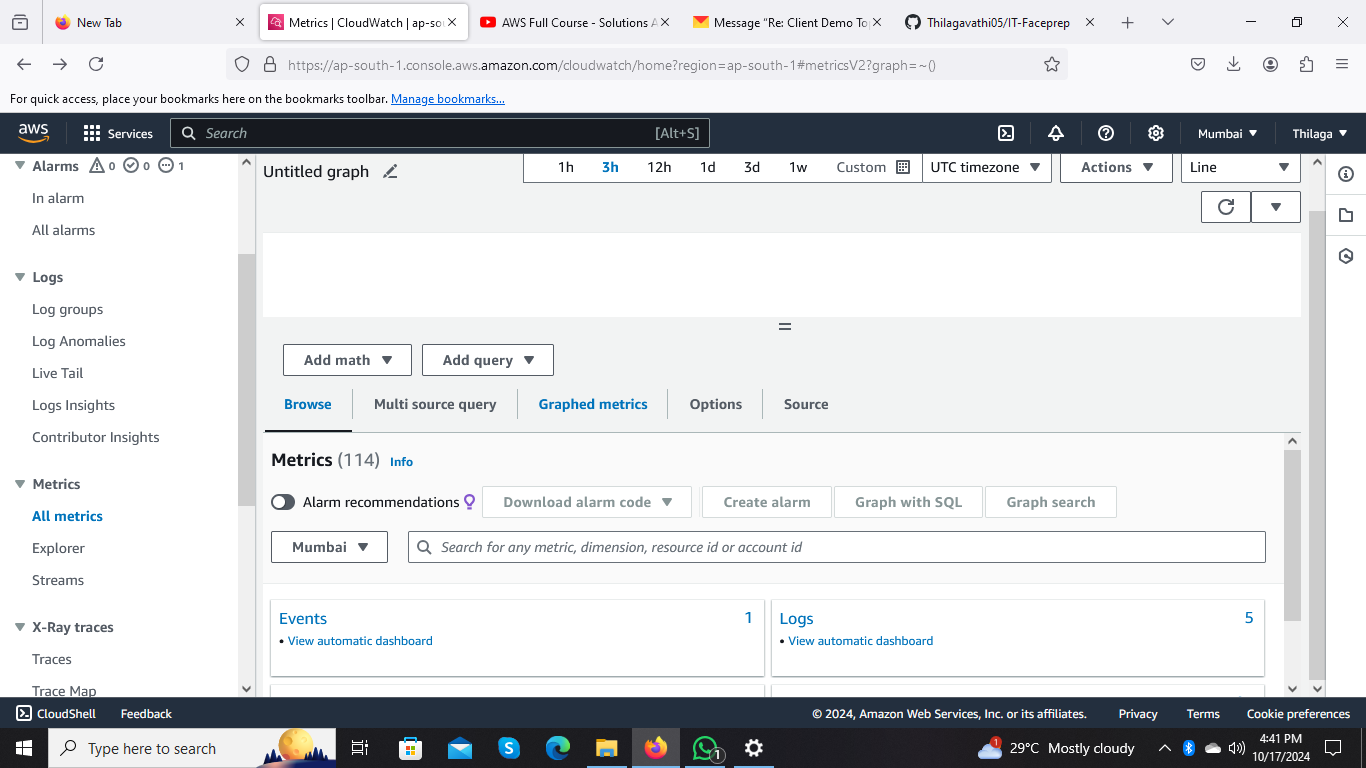 New Tab
Metrics | CloudWatch | ap-sou
AWS Full Course - Solutions A
Message "Re: Client Demo Top
Thilagavathi05/IT-Faceprep
https://ap-south-1.console.aws.amazon.com/cloudwatch/home?region=ap-south-1#metricsV2?graph=~()
For quick access, place your bookmarks here on the bookmarks toolbar. Manage bookmarks...
aws
Services
Search
[Alt+S]
Mumbai
Thilaga
Alarms 0 0 1
In alarm
All alarms
Logs
Log groups
Log Anomalies
Live Tail
Logs Insights
Contributor Insights
Metrics
All metrics
Explorer
Streams
X-Ray traces
Traces
Trace Map
Untitled graph
1h 3h 12h 1d 3d 1w Custom
UTC timezone
Actions
Line
Add math
Add query
Browse
Multi source query
Graphed metrics
Options
Source
Metrics (114) Info
Alarm recommendations
Download alarm code
Create alarm
Graph with SQL
Graph search
Mumbai
Search for any metric, dimension, resource id or account id
Events 1
• View automatic dashboard
Logs 5
• View automatic dashboard
CloudShell
Feedback
© 2024, Amazon Web Services, Inc. or its affiliates.
Privacy
Terms
Cookie preferences
Type here to search
1
1
29°C Mostly cloudy
4:41 PM
10/17/2024